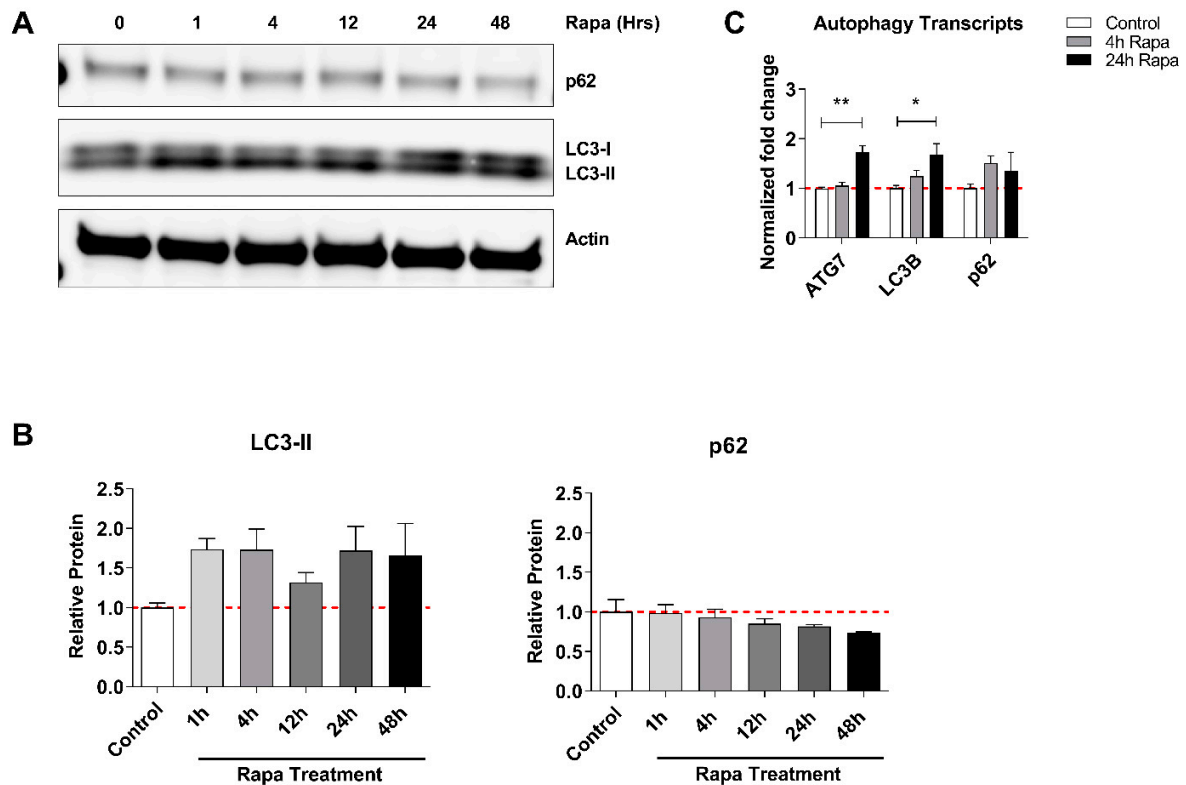 A
0 1 4 12 24 48 Rapa (Hrs)
p62
LC3-I
LC3-II
Actin
C
Autophagy Transcripts
Control
4h Rapa
24h Rapa
Normalized fold change
3
2
1
0
** *
ATG7 LC3B p62
B
LC3-II
Relative Protein
2.5
2.0
1.5
1.0
0.5
0.0
Control 1h 4h 12h 24h 48h
Rapa Treatment
p62
Relative Protein
2.5
2.0
1.5
1.0
0.5
0.0
Control 1h 4h 12h 24h 48h
Rapa Treatment